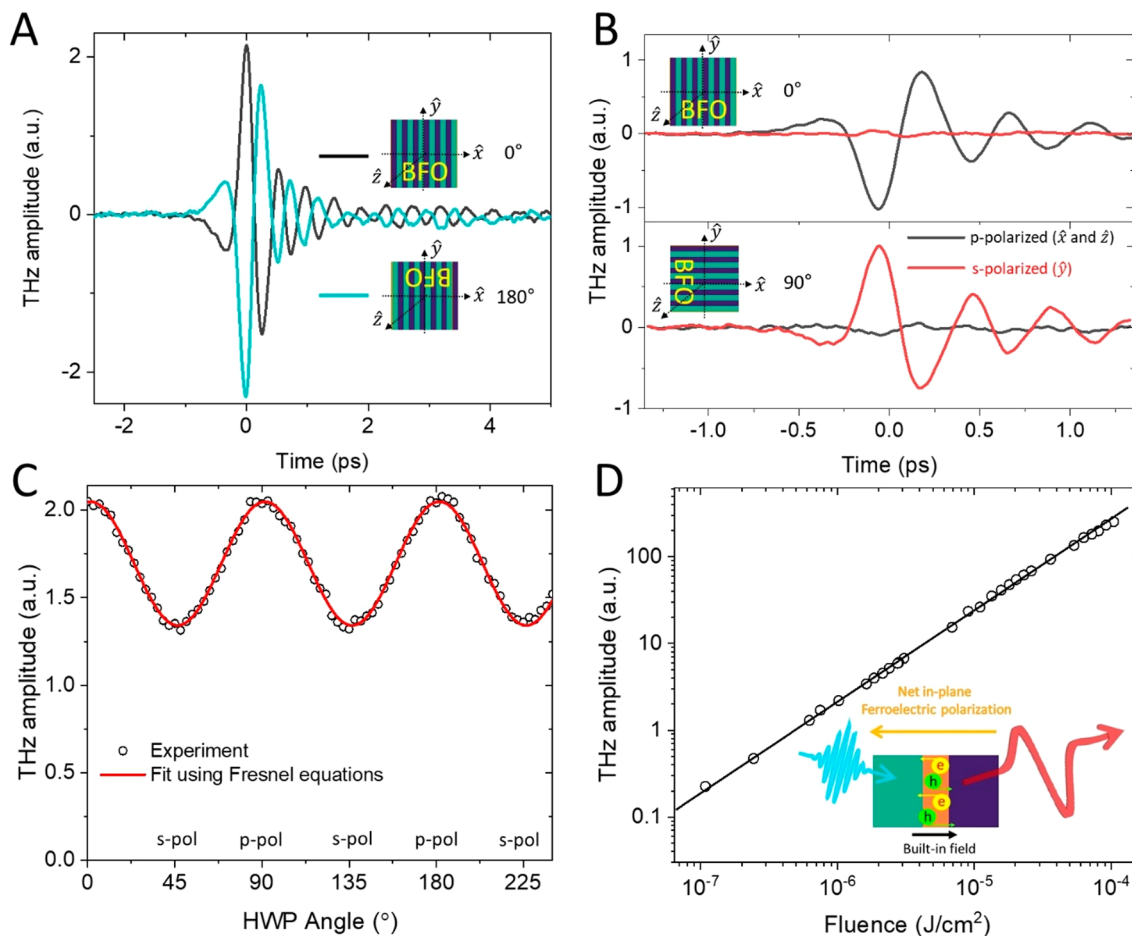 A
THz amplitude (a.u.)
2
0
-2
-2
0
2
4
Time (ps)
ŷ
x̂
ẑ
BFO
0°
ŷ
x̂
ẑ
BFO
180°
B
THz amplitude (a.u.)
1
0
-1
ŷ
x̂
ẑ
BFO
0°
THz amplitude (a.u.)
1
0
-1
ŷ
x̂
ẑ
BFO
90°
p-polarized (x̂ and ẑ)
s-polarized (ŷ)
-1.0
-0.5
0.0
0.5
1.0
Time (ps)
C
THz amplitude (a.u.)
2.0
1.5
1.0
0.5
0.0
Experiment
Fit using Fresnel equations
s-pol p-pol s-pol p-pol s-pol
0 45 90 135 180 225
HWP Angle (°)
D
THz amplitude (a.u.)
100
10
1
0.1
Net in-plane
Ferroelectric polarization
e
h
e
h
Built-in field
10⁻⁷ 10⁻⁶ 10⁻⁵ 10⁻⁴
Fluence (J/cm²)